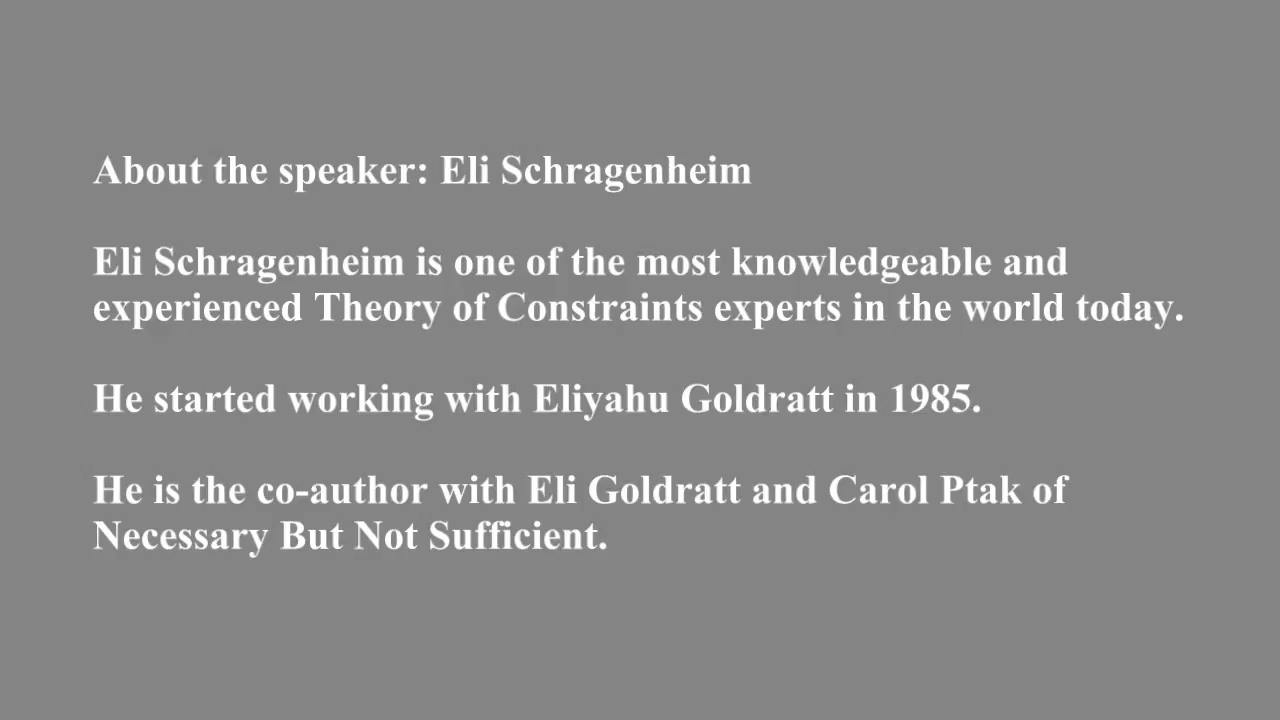 About the speaker: Eli Schragenheim
Eli Schragenheim is one of the most knowledgeable and
experienced Theory of Constraints experts in the world today.
He started working with Eliyahu Goldratt in 1985.
He is the co-author with Eli Goldratt and Carol Ptak of
Necessary But Not Sufficient.